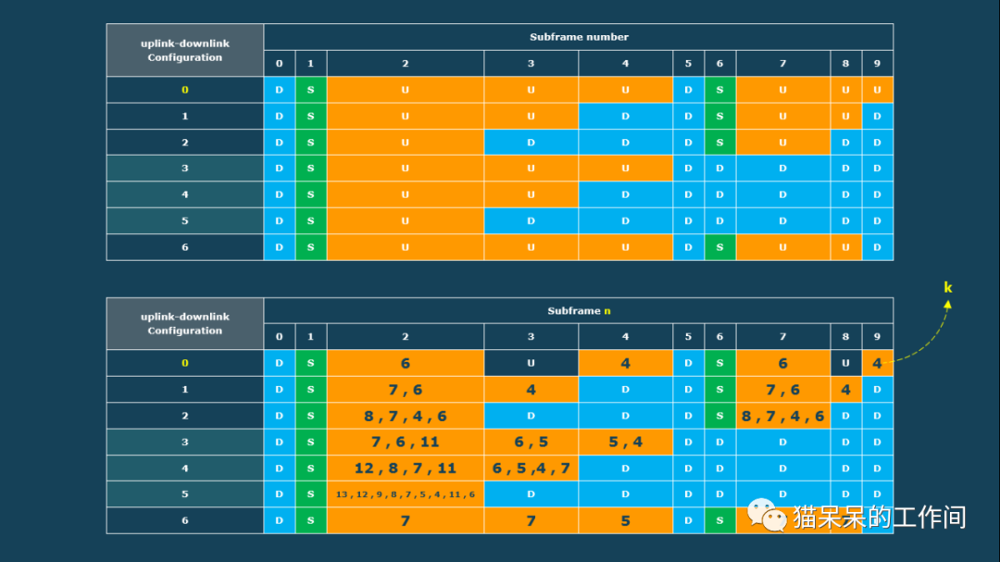 uplink-downlink
Configuration
Subframe number
0 1 2 3 4 5 6 7 8 9
0 D S U U U D S U U U
1 D S U U D D S U U D
2 D S U D D D S U D D
3 D S U U U D D D D D
4 D S U U D D D D D D
5 D S U D D D D D D D
6 D S U U U D S U U D
k
uplink-downlink
Configuration
Subframe n
0 1 2 3 4 5 6 7 8 9
0 D S 6 U 4 D S 6 U 4
1 D S 7 , 6 4 D D S 7 , 6 4 D
2 D S 8 , 7 , 4 , 6 D D D S 8 , 7 , 4 , 6 D D
3 D S 7 , 6 , 11 6 , 5 5 , 4 D D D D D
4 D S 12 , 8 , 7 , 11 6 , 5 ,4 , 7 D D D D D D
5 D S 13 , 12 , 9 , 8 , 7 , 5 , 4 , 11 , 6 D D D D D D D
6 D S 7 7 5 D S
猫呆呆的工作间